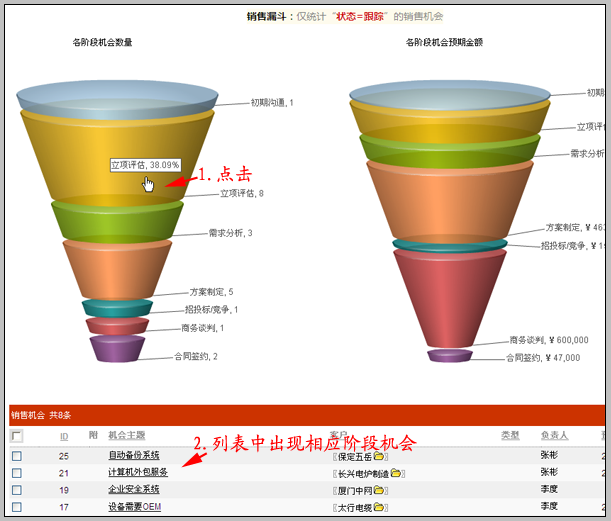 销售漏斗：仅统计“状态=跟踪”的销售机会
各阶段机会数量
各阶段机会预期金额
初期沟通, 1
立项评估, 38.09%
1.点击
立项评估, 8
需求分析, 3
方案制定, 5
招投标/竞争, 1
商务谈判, 1
合同签约, 2
初期
立项评
需求分析
方案制定, ¥ 46
招投标/竞争, ¥ 1
商务谈判, ¥ 600,000
合同签约, ¥ 47,000
销售机会 共8条
ID 附 机会主题 类型 负责人
2.列表中出现相应阶段机会
25 自动备份系统 [保定五岳] 张彬 2
21 计算机外包服务 [长兴电炉制造] 张彬
19 企业安全系统 [厦门中网] 李度 2
17 设备需要OEM [太行电缆] 李度 2